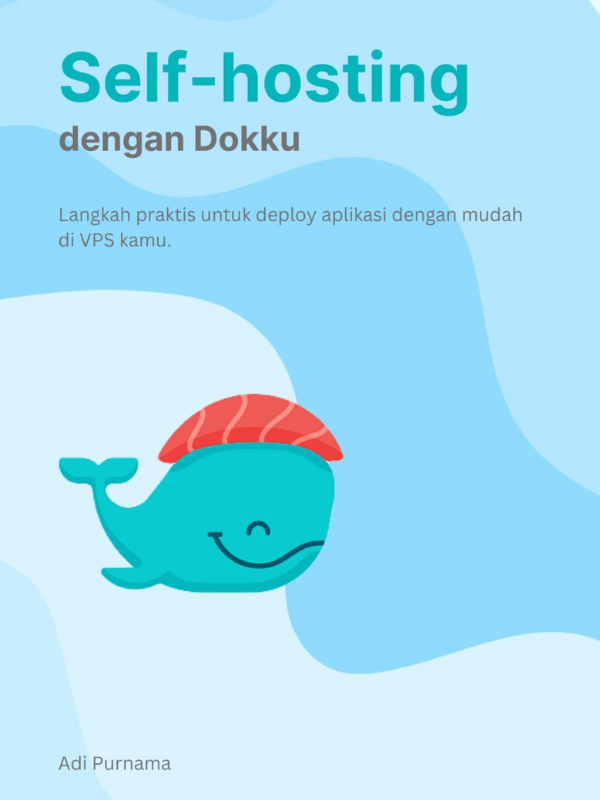 Self-hosting
dengan Dokku
Langkah praktis untuk deploy aplikasi dengan mudah
di VPS kamu.
Adi Purnama